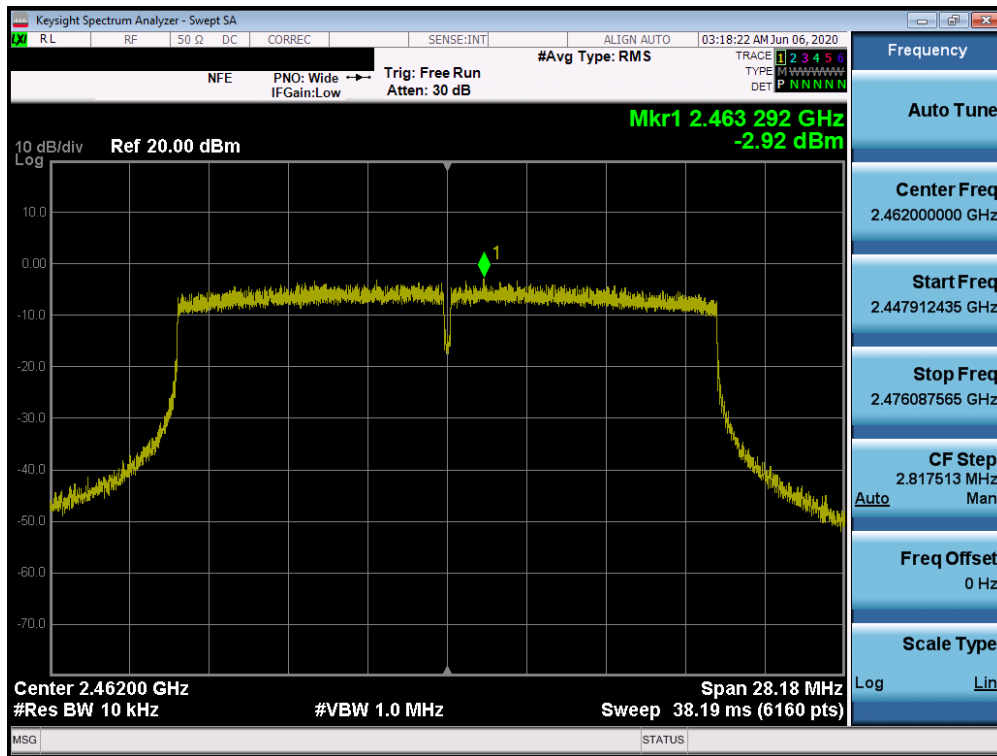 Keysight Spectrum Analyzer - Swept SA
LXI RL RF 50 Ω DC CORREC SENSE:INT ALIGN AUTO 03:18:22 AM Jun 06, 2020
NFE PNO: Wide Trig: Free Run #Avg Type: RMS TRACE 1 2 3 4 5 6
IFGain:Low Atten: 30 dB TYPE M WWWWW
DET P N N N N N
Mkr1 2.463 292 GHz
-2.92 dBm
10 dB/div Ref 20.00 dBm
Log
10.0
0.00
-10.0
-20.0
-30.0
-40.0
-50.0
-60.0
-70.0
1
Center 2.46200 GHz Span 28.18 MHz
#Res BW 10 kHz #VBW 1.0 MHz Sweep 38.19 ms (6160 pts)
MSG STATUS
Frequency
Auto Tune
Center Freq
2.462000000 GHz
Start Freq
2.447912435 GHz
Stop Freq
2.476087565 GHz
CF Step
2.817513 MHz
Auto Man
Freq Offset
0 Hz
Scale Type
Log Lin